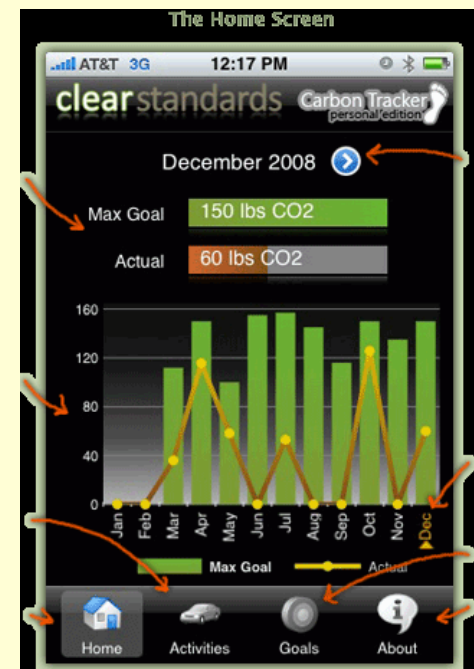 The Home Screen
AT&T 3G 12:17 PM
clearstandards Carbon Tracker
personal edition
December 2008
Max Goal 150 lbs CO2
Actual 60 lbs CO2
160
120
80
40
0
Jan Feb Mar Apr May Jun Jul Aug Sep Oct Nov Dec
Max Goal Actual
Home Activities Goals About